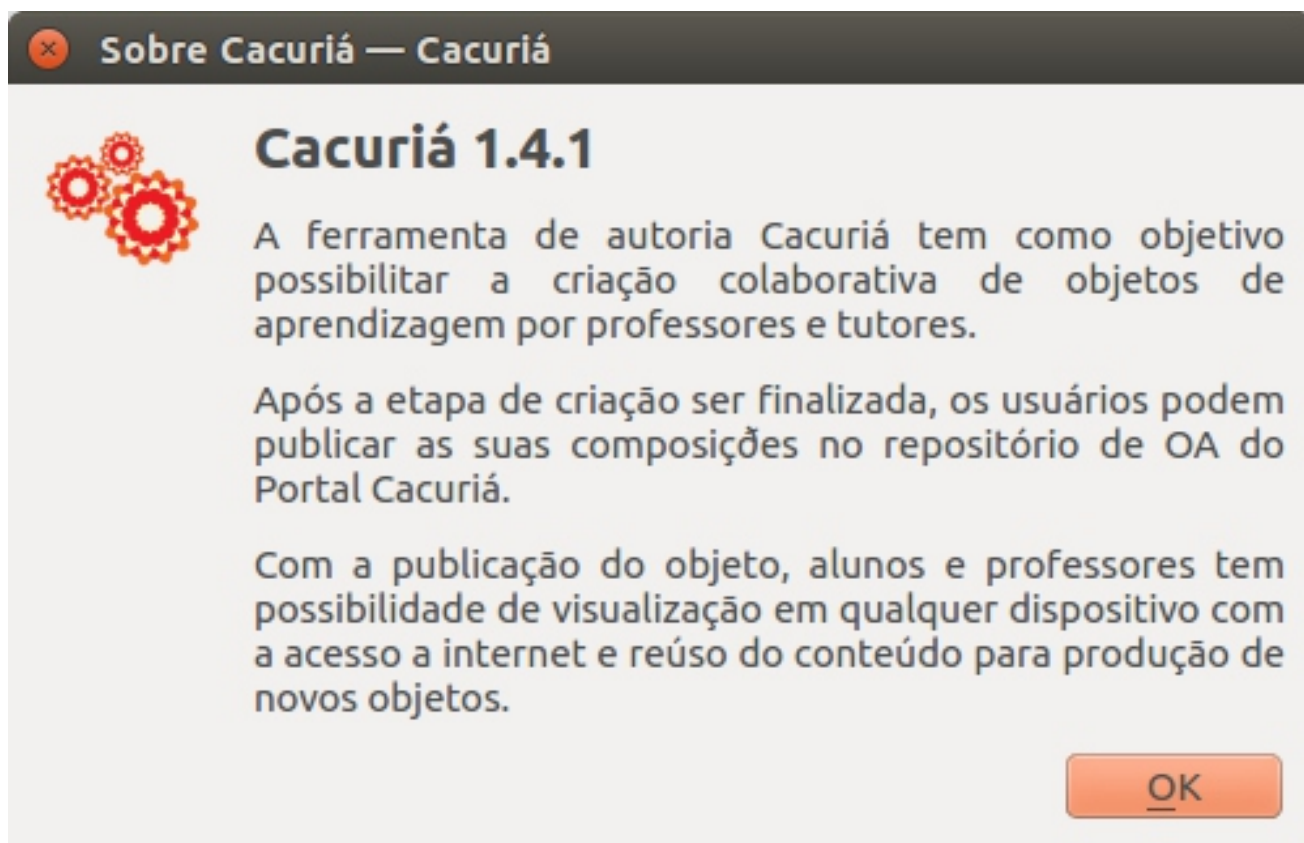 Sobre Cacuriá — Cacuriá
Cacuriá 1.4.1
A ferramenta de autoria Cacuriá tem como objetivo
possibilitar a criação colaborativa de objetos de
aprendizagem por professores e tutores.
Após a etapa de criação ser finalizada, os usuários podem
publicar as suas composiçðes no repositório de OA do
Portal Cacuriá.
Com a publicação do objeto, alunos e professores tem
possibilidade de visualização em qualquer dispositivo com
a acesso a internet e reúso do conteúdo para produção de
novos objetos.
OK